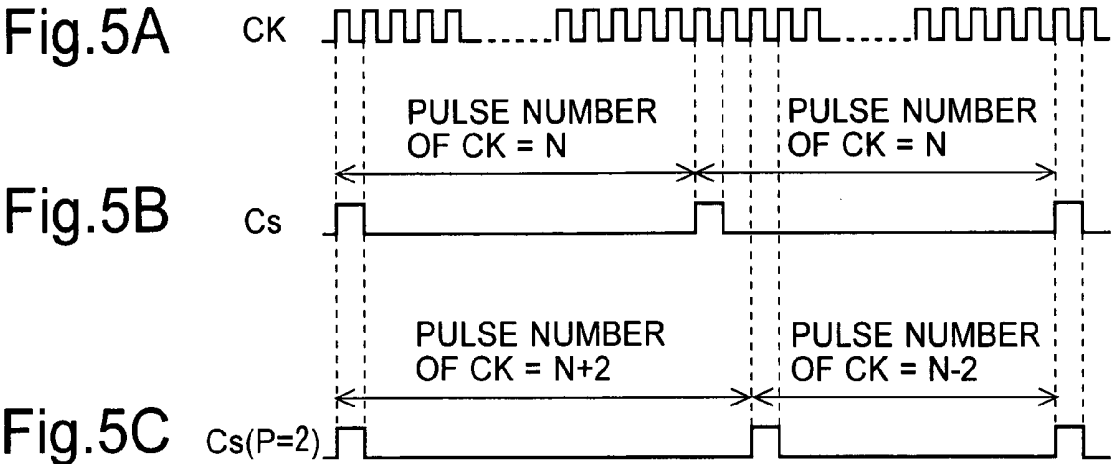 Fig.5A CK
PULSE NUMBER OF CK = N
PULSE NUMBER OF CK = N
Fig.5B Cs
PULSE NUMBER OF CK = N+2
PULSE NUMBER OF CK = N-2
Fig.5C Cs(P=2)